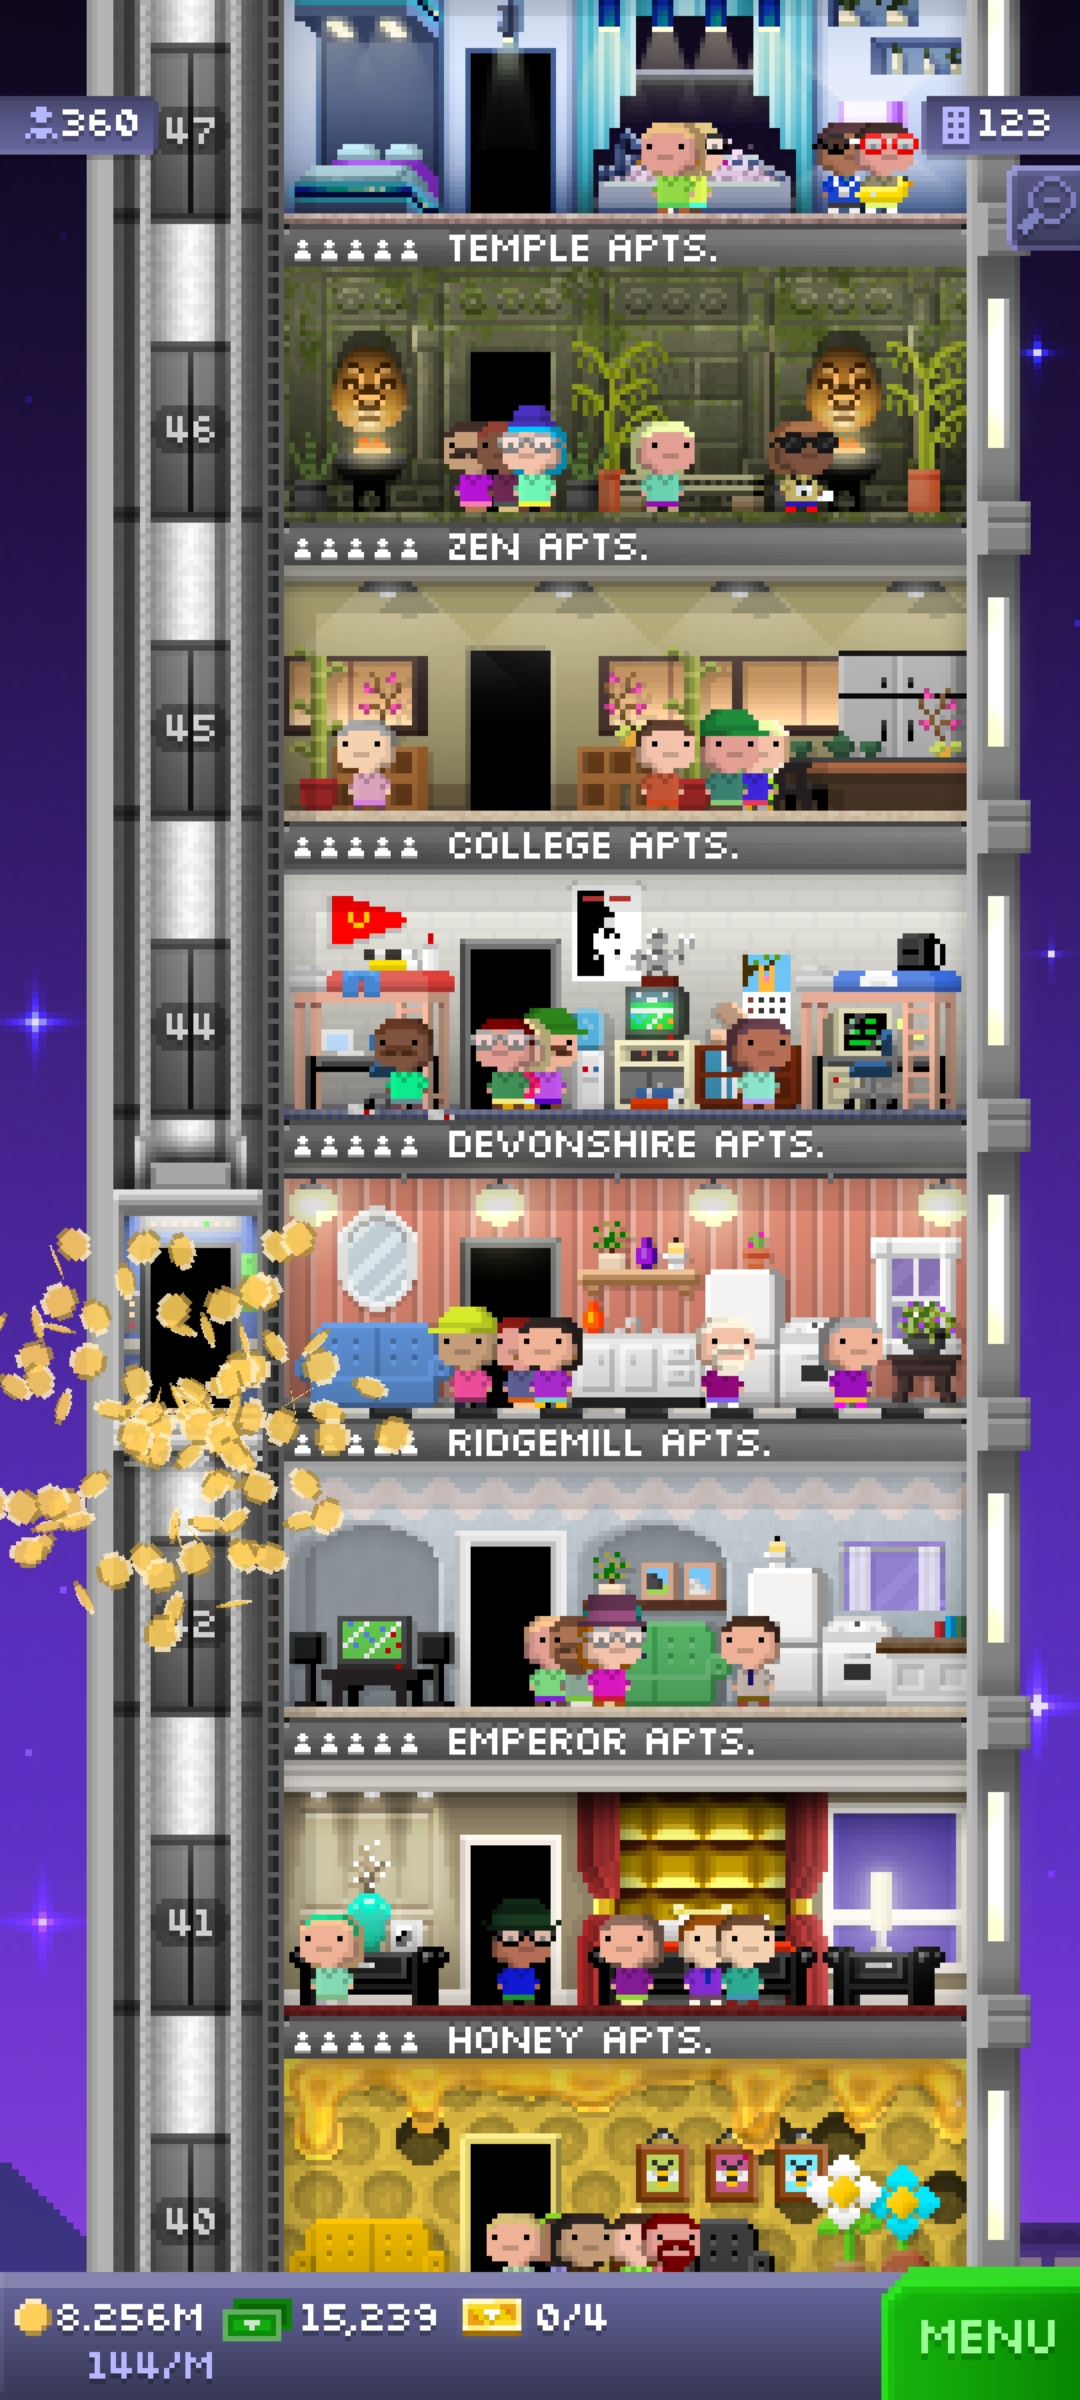 360
47
123
TEMPLE APTS.
46
ZEN APTS.
45
COLLEGE APTS.
44
DEVONSHIRE APTS.
RIDGEMILL APTS.
2
EMPEROR APTS.
41
HONEY APTS.
40
8.256M 15,239 0/4
144/M
MENU